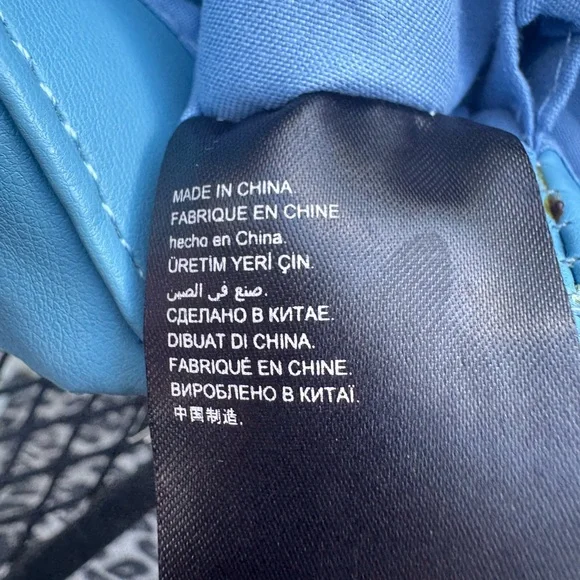 MADE IN CHINA.
FABRIQUE EN CHINE
hecho en China.
ÜRETİM YERİ ÇIN.
صنع في الصين.
СДЕЛАНО В КИТАЕ.
DIBUAT DI CHINA.
FABRIQUÉ EN CHINE.
ВИРОБЛЕНО В КИТАЇ.
中国制造.